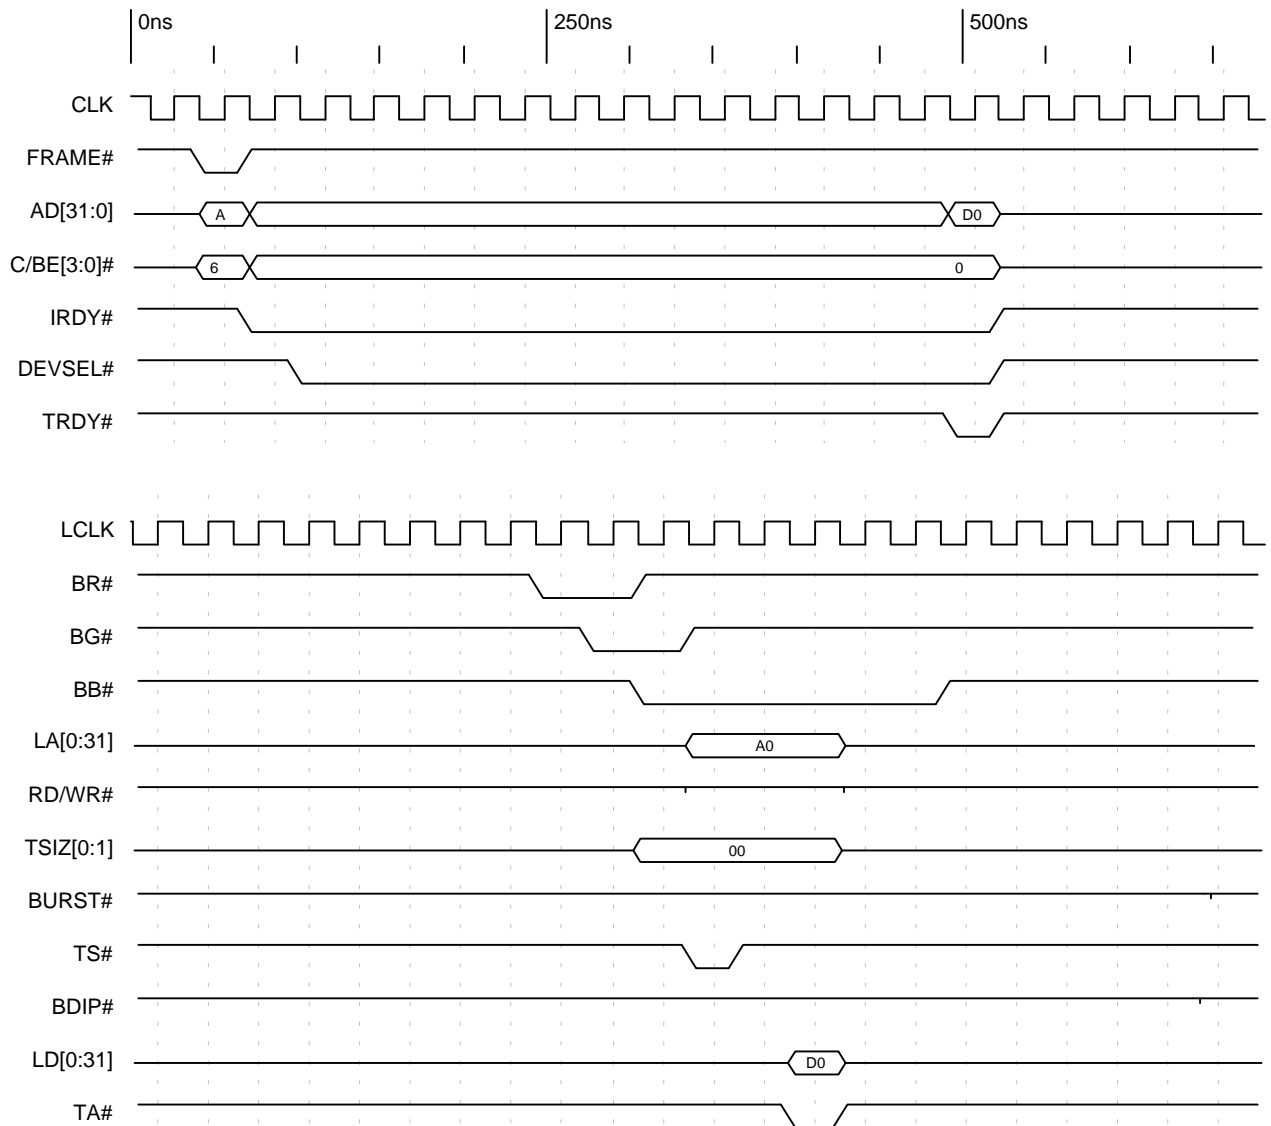 0ns 250ns 500ns
CLK
FRAME#
AD[31:0] A D0
C/BE[3:0]# 6 0
IRDY#
DEVSEL#
TRDY#
LCLK
BR#
BG#
BB#
LA[0:31] A0
RD/WR#
TSIZ[0:1] 00
BURST#
TS#
BDIP#
LD[0:31] D0
TA#